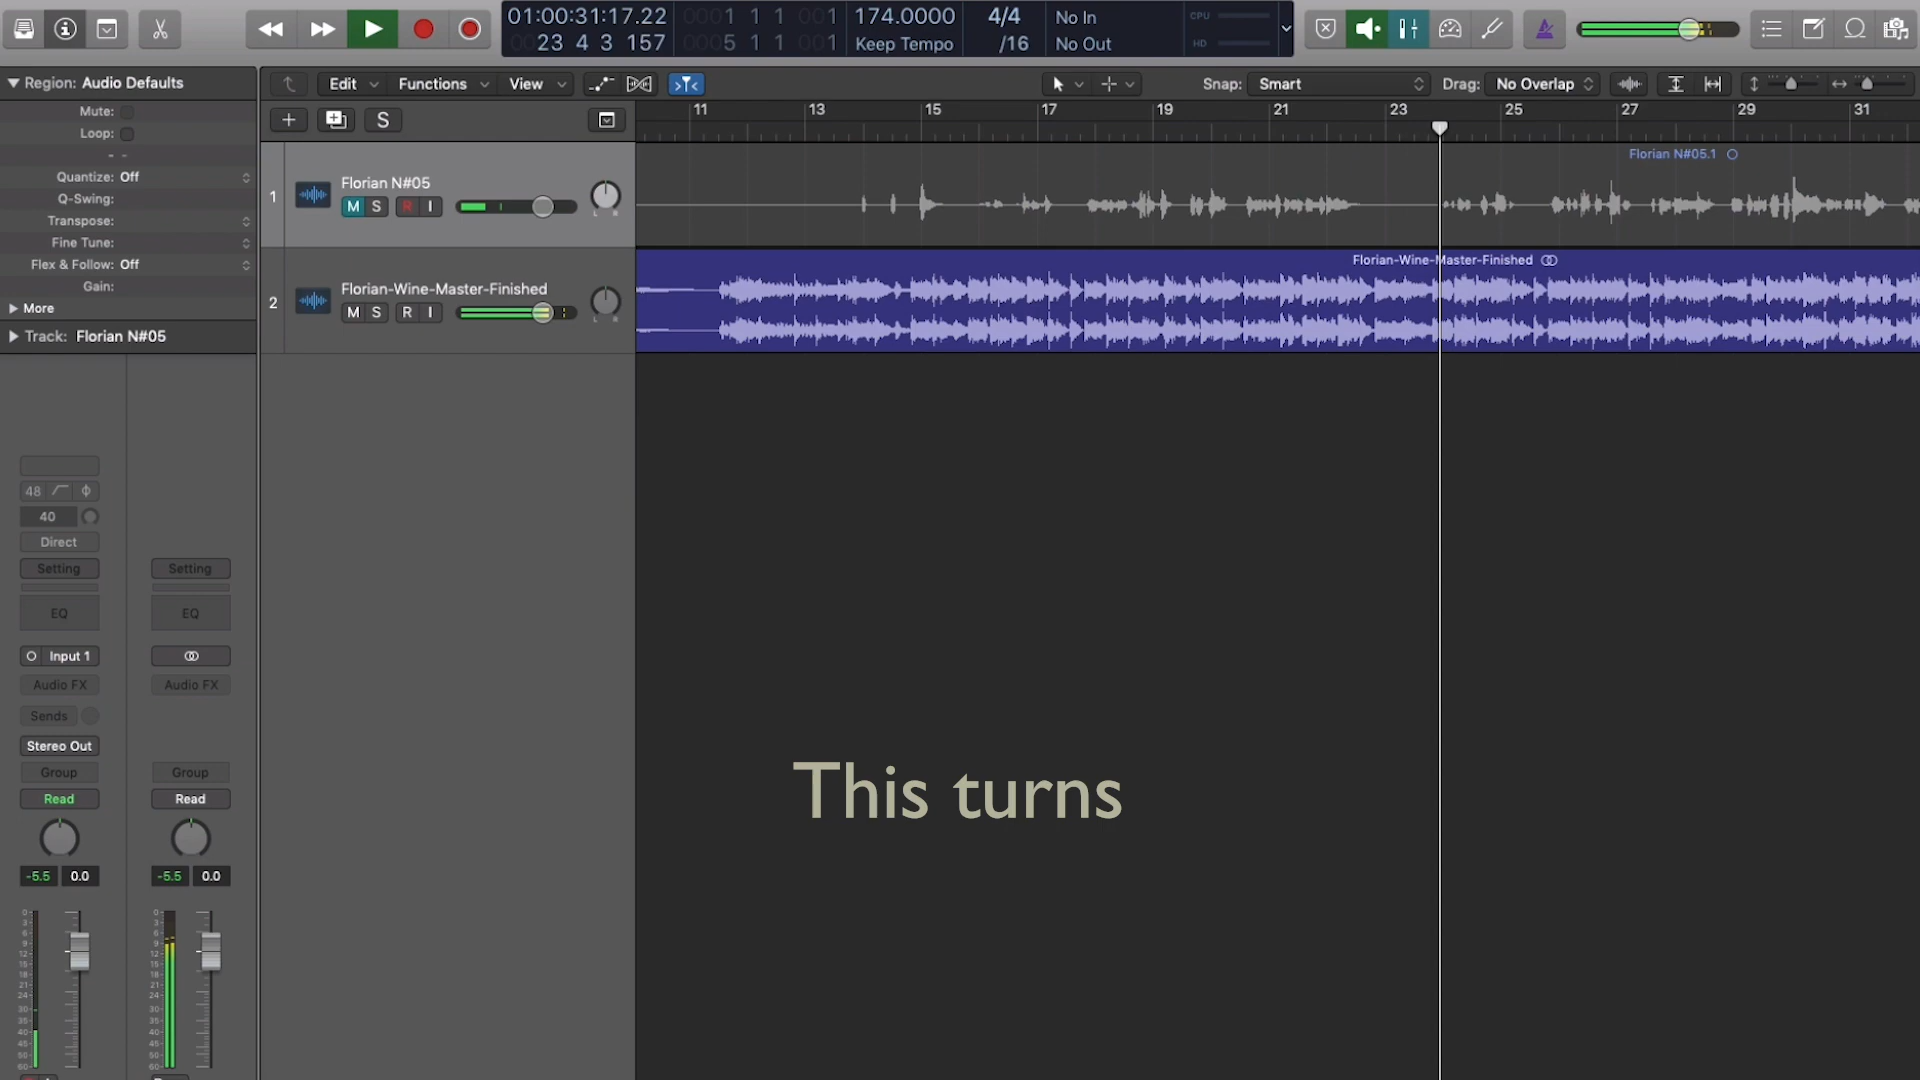 01:00:31:17.22
23 4 3 157
0001 1 1 001
0005 1 1 001
174.0000
Keep Tempo
4/4
/16
No In
No Out
CPU
HD
Region: Audio Defaults
Mute:
Loop:
Quantize: Off
Q-Swing:
Transpose:
Fine Tune:
Flex & Follow: Off
Gain:
More
Track: Florian N#05
Edit
Functions
View
Snap: Smart
Drag: No Overlap
S
11 13 15 17 19 21 23 25 27 29 31
1
Florian N#05
M S R I
L R
Florian N#05.1
2
Florian-Wine-Master-Finished
M S R I
L R
Florian-Wine-Master-Finished
This turns
48
40
Direct
Setting
Setting
EQ
EQ
Input 1
Audio FX
Audio FX
Sends
Stereo Out
Group
Group
Read
Read
-5.5 0.0
-5.5 0.0